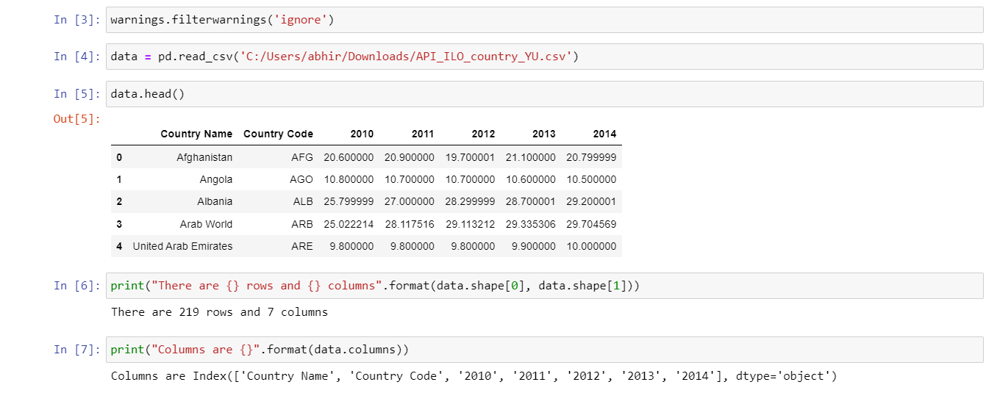 In [3]: warnings.filterwarnings('ignore')
In [4]: data = pd.read_csv('C:/Users/abhir/Downloads/API_ILO_country_YU.csv')
In [5]: data.head()
Out[5]:
Country Name Country Code 2010 2011 2012 2013 2014
0 Afghanistan AFG 20.600000 20.900000 19.700001 21.100000 20.799999
1 Angola AGO 10.800000 10.700000 10.700000 10.600000 10.500000
2 Albania ALB 25.799999 27.000000 28.299999 28.700001 29.200001
3 Arab World ARB 25.022214 28.117516 29.113212 29.335306 29.704569
4 United Arab Emirates ARE 9.800000 9.800000 9.800000 9.900000 10.000000
In [6]: print("There are {} rows and {} columns".format(data.shape[0], data.shape[1]))
There are 219 rows and 7 columns
In [7]: print("Columns are {}".format(data.columns))
Columns are Index(['Country Name', 'Country Code', '2010', '2011', '2012', '2013', '2014'], dtype='object')